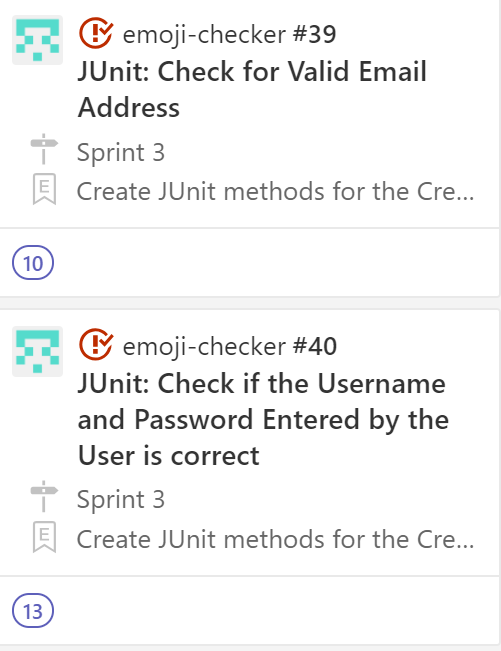 emoji-checker #39
JUnit: Check for Valid Email
Address
Sprint 3
E
Create JUnit methods for the Cre...
10
emoji-checker #40
JUnit: Check if the Username
and Password Entered by the
User is correct
Sprint 3
E
Create JUnit methods for the Cre...
13